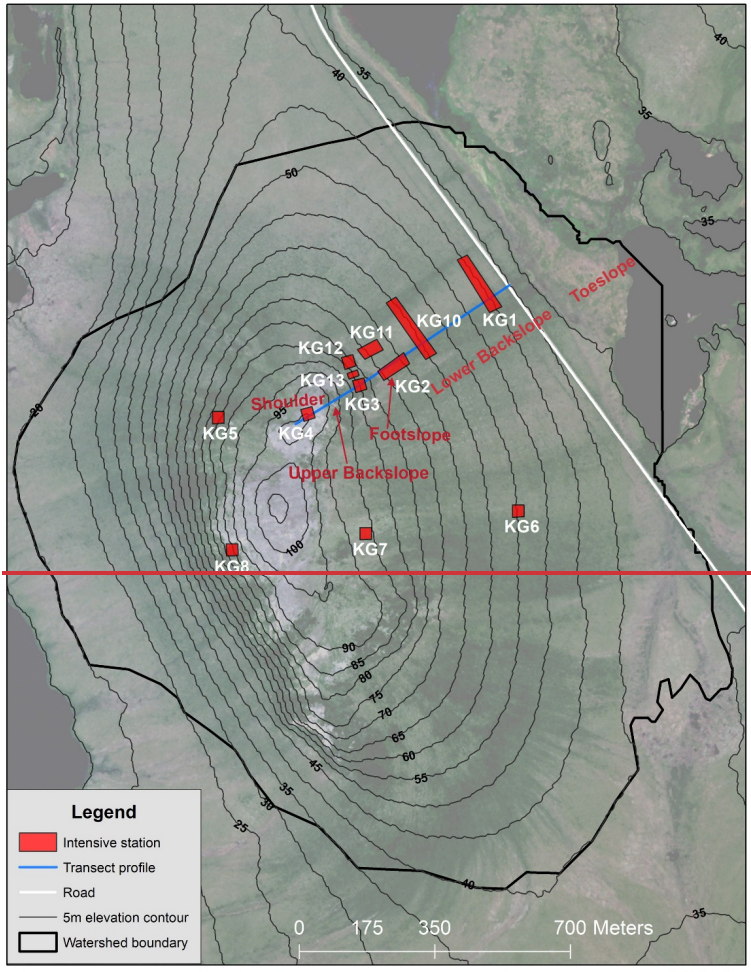 40
40
35
35
50
35
Toeslope
KG1
KG10
Lower Backslope
KG11
KG12
KG13
KG2
KG3
Shoulder
95
20
KG5
KG4
Footslope
Upper Backslope
KG6
KG7
100
KG8
90
85
80
75
70
65
60
55
45
35
30
25
40
35
Legend
Intensive station
Transect profile
Road
5m elevation contour
Watershed boundary
0 175 350 700 Meters